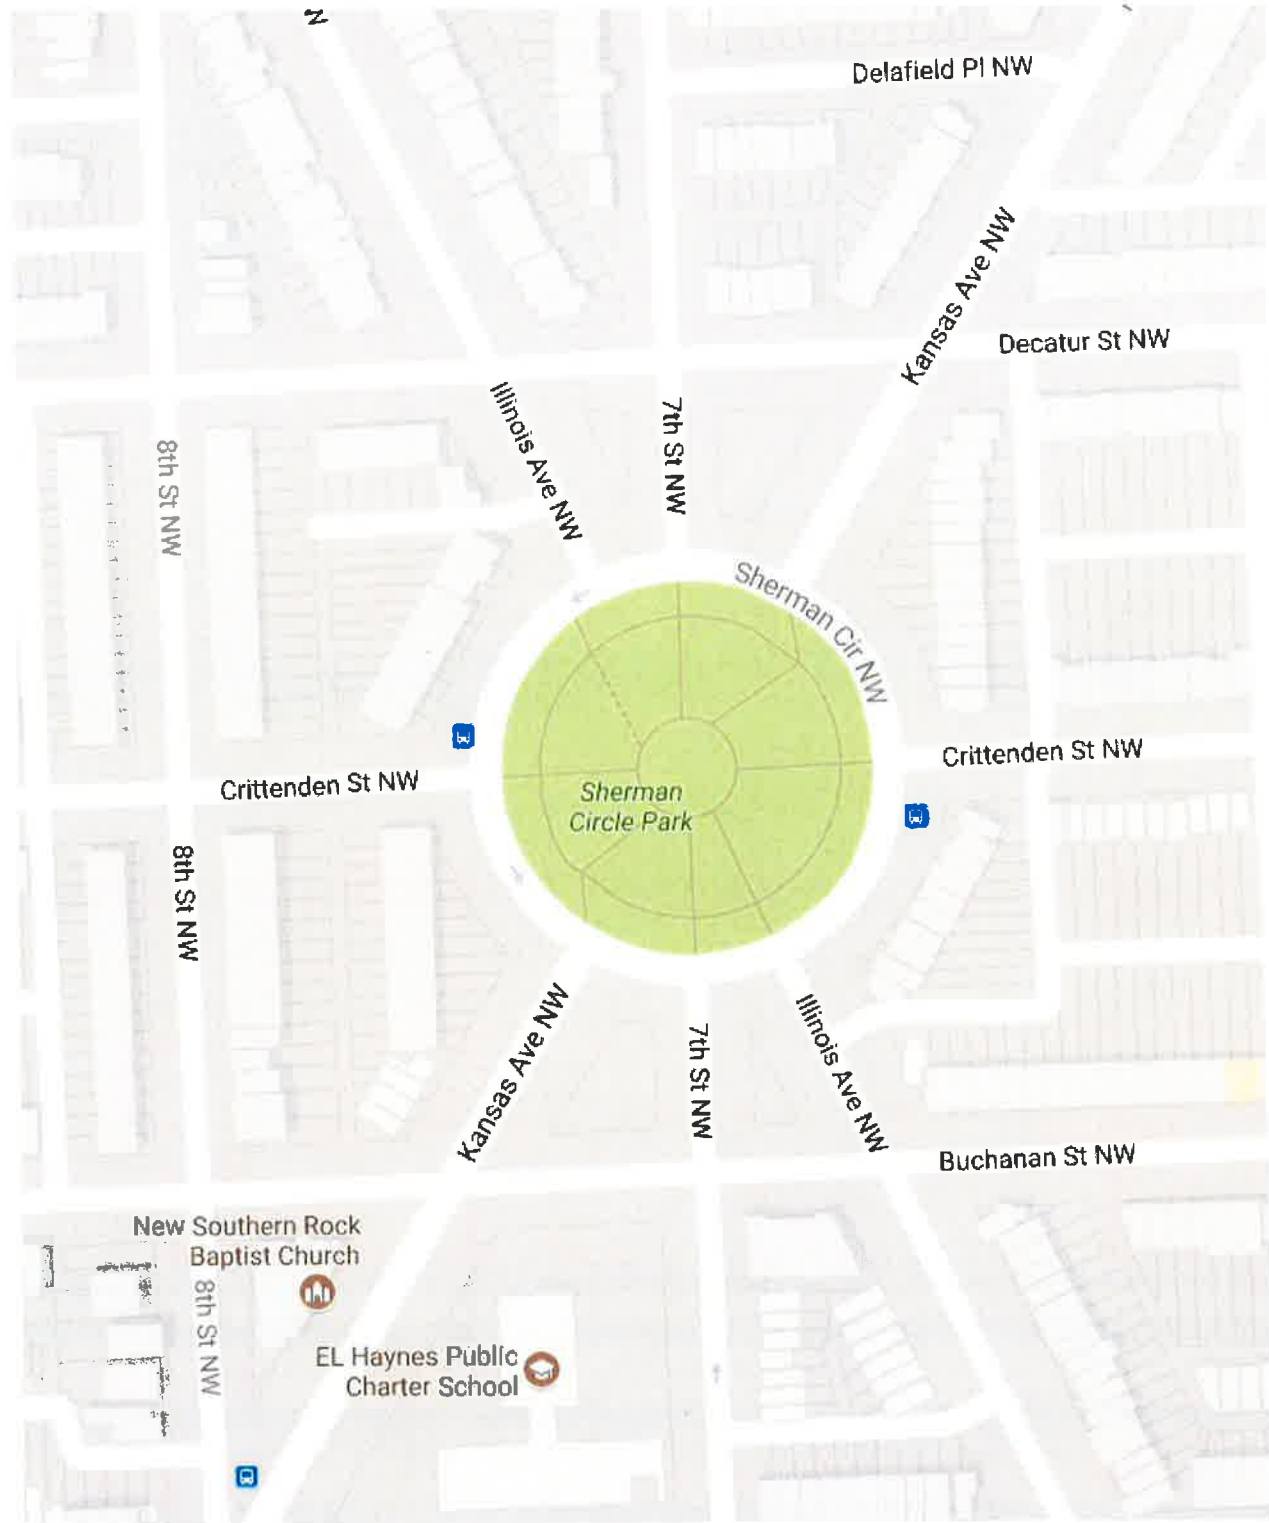 N
Delafield Pl NW
Kansas Ave NW
Decatur St NW
Illinois Ave NW
7th St NW
8th St NW
Sherman Cir NW
Crittenden St NW
Crittenden St NW
Sherman
Circle Park
8th St NW
Kansas Ave NW
7th St NW
Illinois Ave NW
Buchanan St NW
New Southern Rock
Baptist Church
8th St NW
EL Haynes Public
Charter School